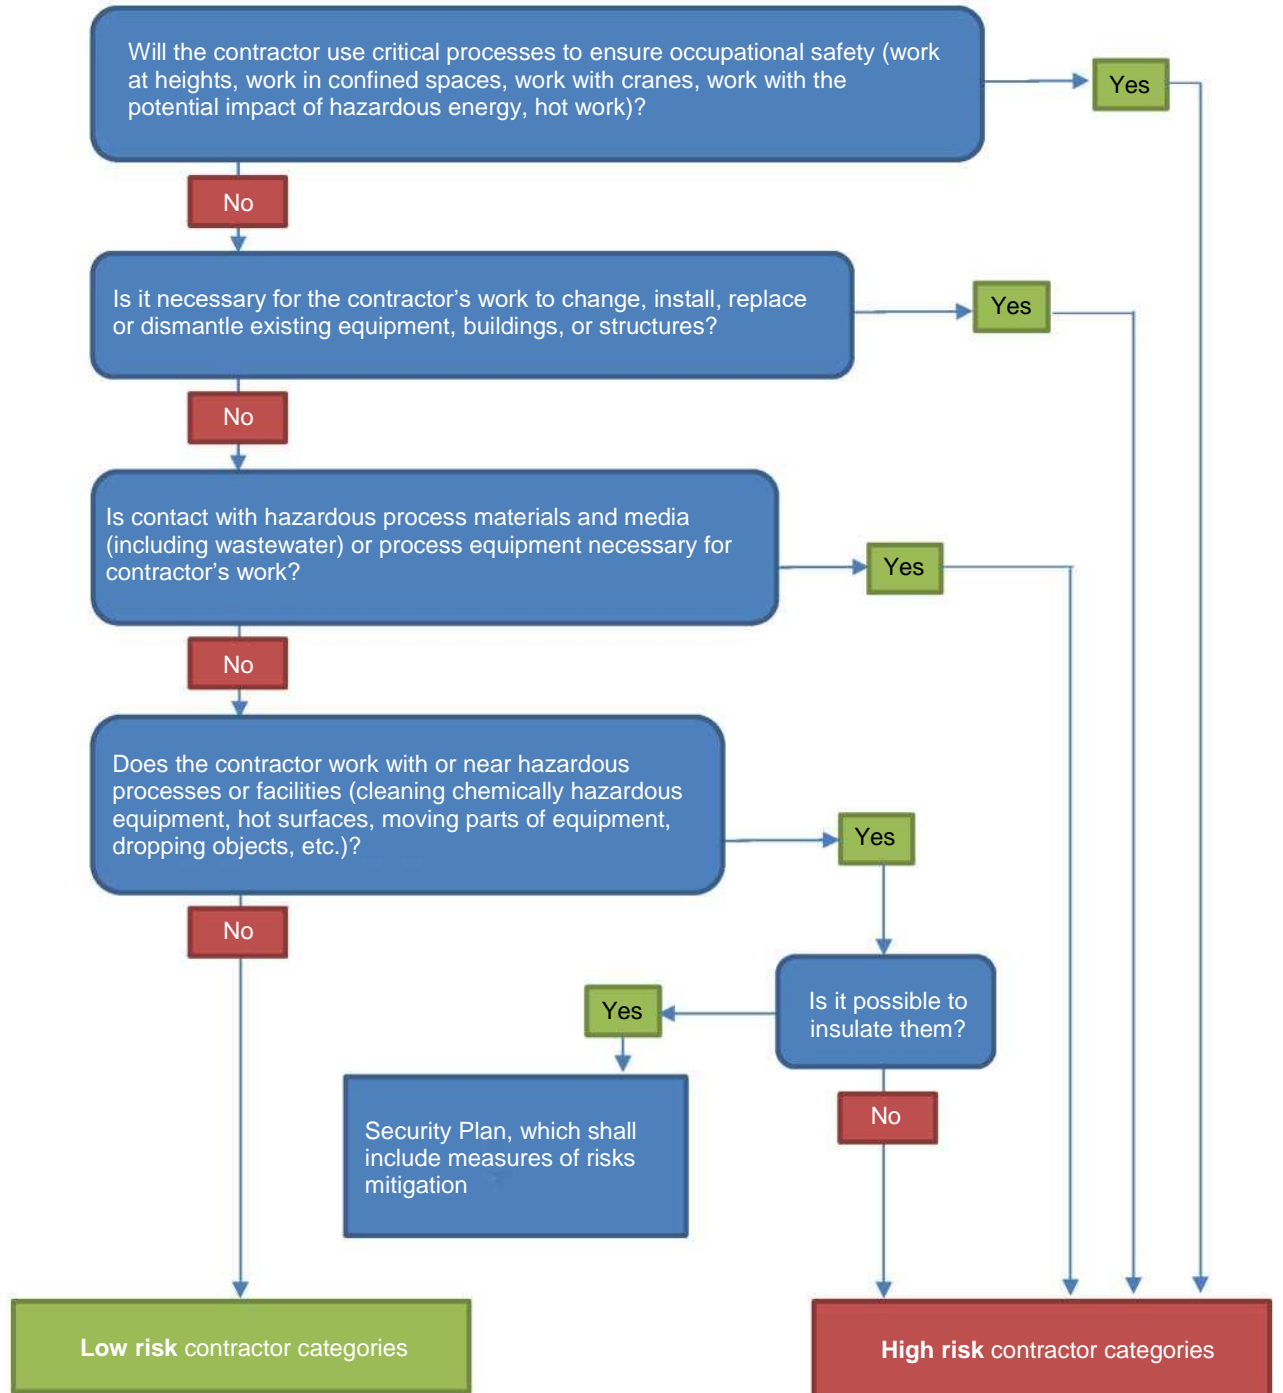 Will the contractor use critical processes to ensure occupational safety (work
at heights, work in confined spaces, work with cranes, work with the
potential impact of hazardous energy, hot work)?
Yes
No
Is it necessary for the contractor’s work to change, install, replace
or dismantle existing equipment, buildings, or structures?
Yes
No
Is contact with hazardous process materials and media
(including wastewater) or process equipment necessary for
contractor’s work?
Yes
No
Does the contractor work with or near hazardous
processes or facilities (cleaning chemically hazardous
equipment, hot surfaces, moving parts of equipment,
dropping objects, etc.)?
Yes
No
Is it possible to
insulate them?
Yes
No
Security Plan, which shall
include measures of risks
mitigation
Low risk contractor categories
High risk contractor categories